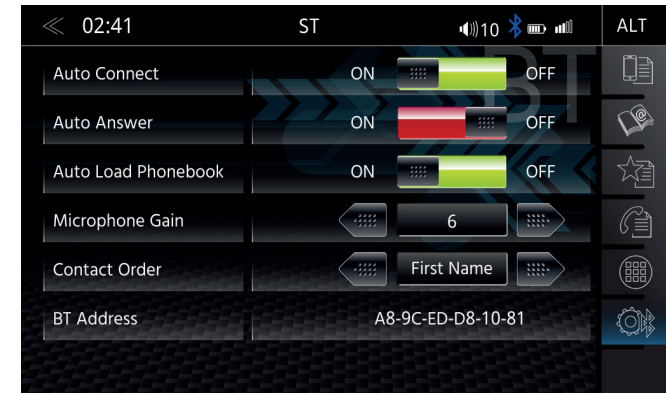 02:41 ST 10 ALT
BT
Auto Connect ON OFF
Auto Answer ON OFF
Auto Load Phonebook ON OFF
Microphone Gain 6
Contact Order First Name
BT Address A8-9C-ED-D8-10-81